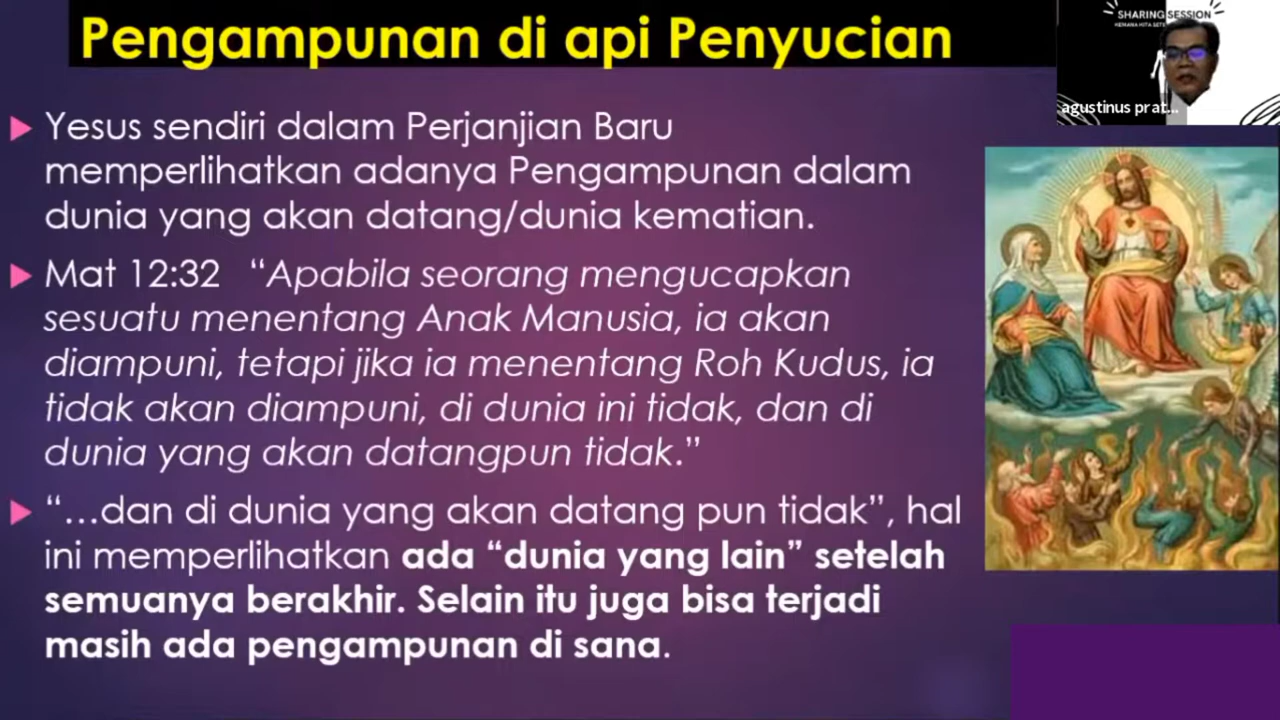 Pengampunan di api Penyucian
SHARING SESSION
agustinus prat...
Yesus sendiri dalam Perjanjian Baru
memperlihatkan adanya Pengampunan dalam
dunia yang akan datang/dunia kematian.
Mat 12:32 “Apabila seorang mengucapkan
sesuatu menentang Anak Manusia, ia akan
diampuni, tetapi jika ia menentang Roh Kudus, ia
tidak akan diampuni, di dunia ini tidak, dan di
dunia yang akan datangpun tidak.”
“...dan di dunia yang akan datang pun tidak”, hal
ini memperlihatkan ada “dunia yang lain” setelah
semuanya berakhir. Selain itu juga bisa terjadi
masih ada pengampunan di sana.